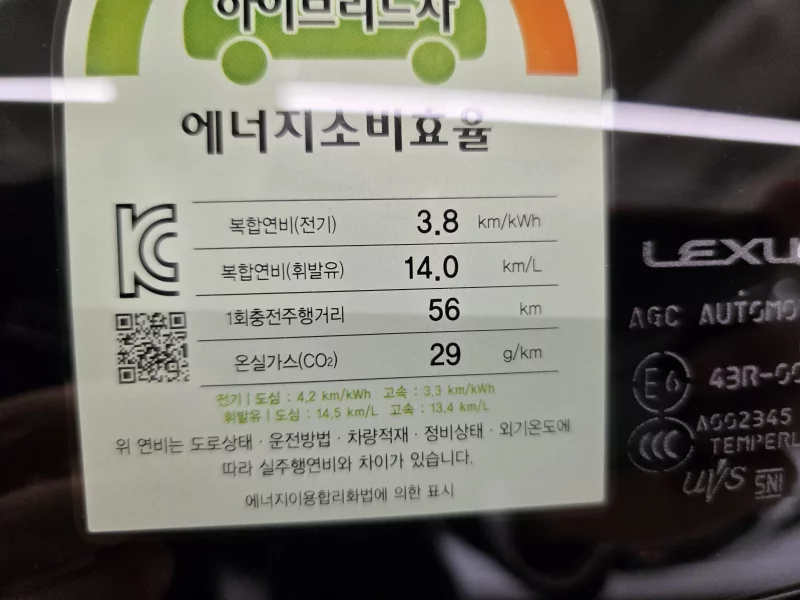 하이브리드차
에너지소비효율
복합연비(전기) 3.8 km/kWh
복합연비(휘발유) 14.0 km/L
1회충전주행거리 56 km
온실가스(CO₂) 29 g/km
전기 | 도심 : 4.2 km/kWh 고속 : 3.3 km/kWh
휘발유 | 도심 : 14.5 km/L 고속 : 13.4 km/L
위 연비는 도로상태 · 운전방법 · 차량적재 · 정비상태 · 외기온도에
따라 실주행연비와 차이가 있습니다.
에너지이용합리화법에 의한 표시
LEXU
AGC AUTOMO
E6 43R-00
CCC A002345
TEMPERL
UVS SNI